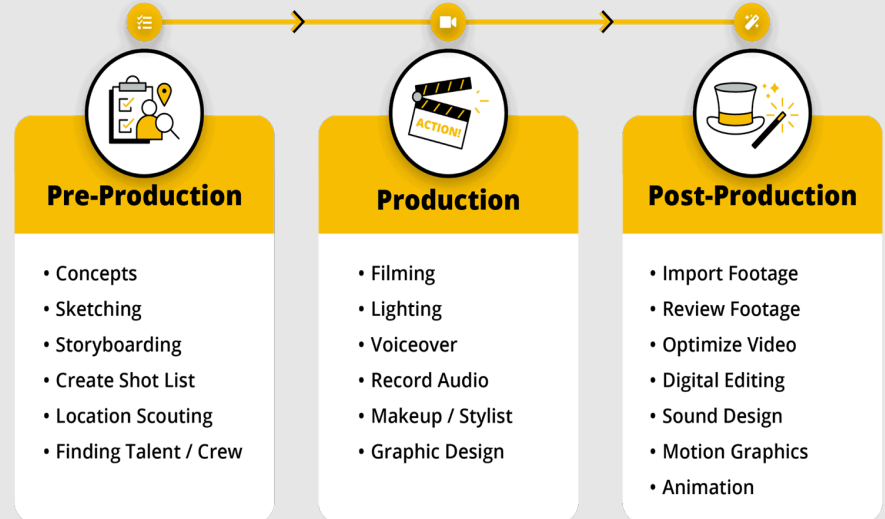 ACTION!
Pre-Production
• Concepts
• Sketching
• Storyboarding
• Create Shot List
• Location Scouting
• Finding Talent / Crew
Production
• Filming
• Lighting
• Voiceover
• Record Audio
• Makeup / Stylist
• Graphic Design
Post-Production
• Import Footage
• Review Footage
• Optimize Video
• Digital Editing
• Sound Design
• Motion Graphics
• Animation